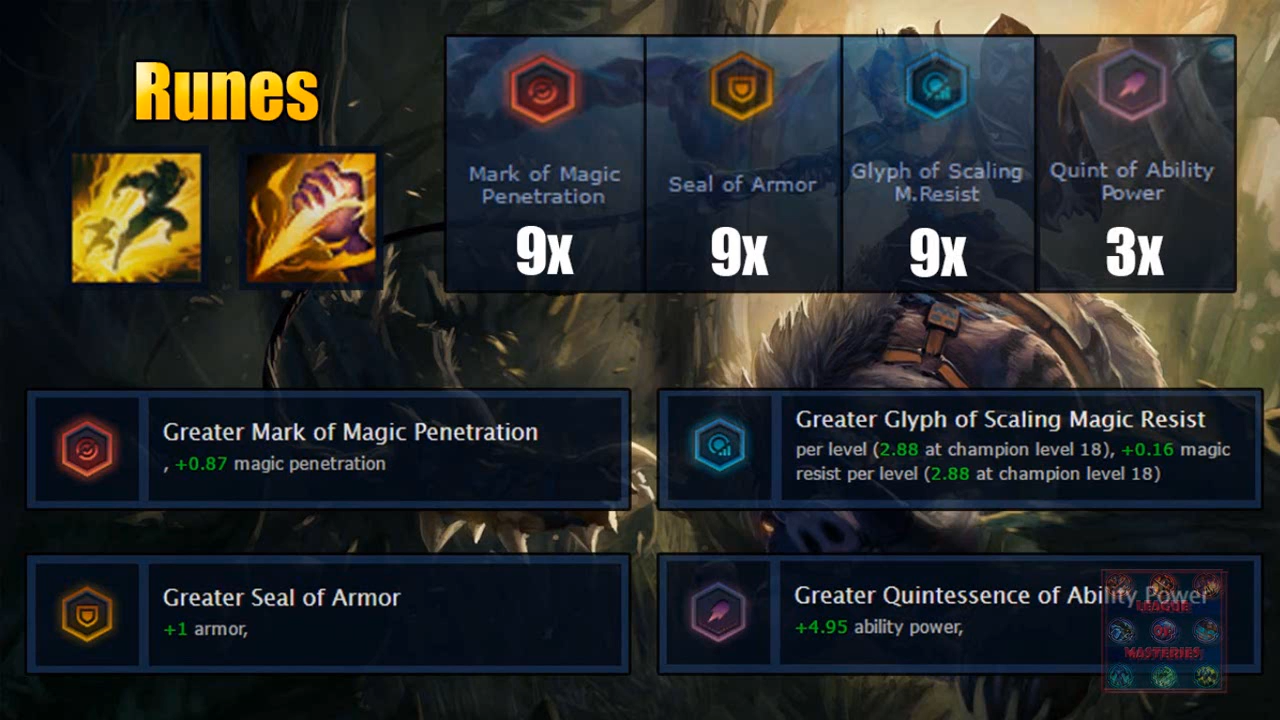 Runes
Mark of Magic
Penetration
9x
Seal of Armor
9x
Glyph of Scaling
M.Resist
9x
Quint of Ability
Power
3x
Greater Mark of Magic Penetration
, +0.87 magic penetration
Greater Glyph of Scaling Magic Resist
per level (2.88 at champion level 18), +0.16 magic
resist per level (2.88 at champion level 18)
Greater Seal of Armor
+1 armor,
Greater Quintessence of Ability Power
+4.95 ability power,
LEAGUE
MASTERIES